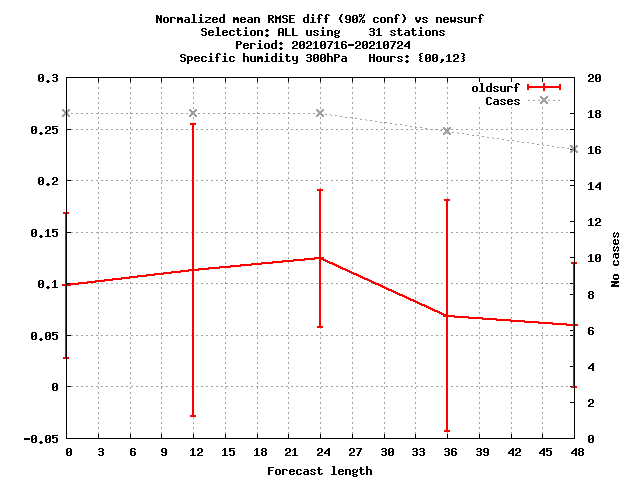 Normalized mean RMSE diff (90% conf) vs newsurf
Selection: ALL using    31 stations
Period: 20210716-20210724
Specific humidity 300hPa   Hours: {00,12}
oldsurf
Cases
0.3
0.25
0.2
0.15
0.1
0.05
0
-0.05
20
18
16
14
12
10
8
6
4
2
0
No cases
0 3 6 9 12 15 18 21 24 27 30 33 36 39 42 45 48
Forecast length